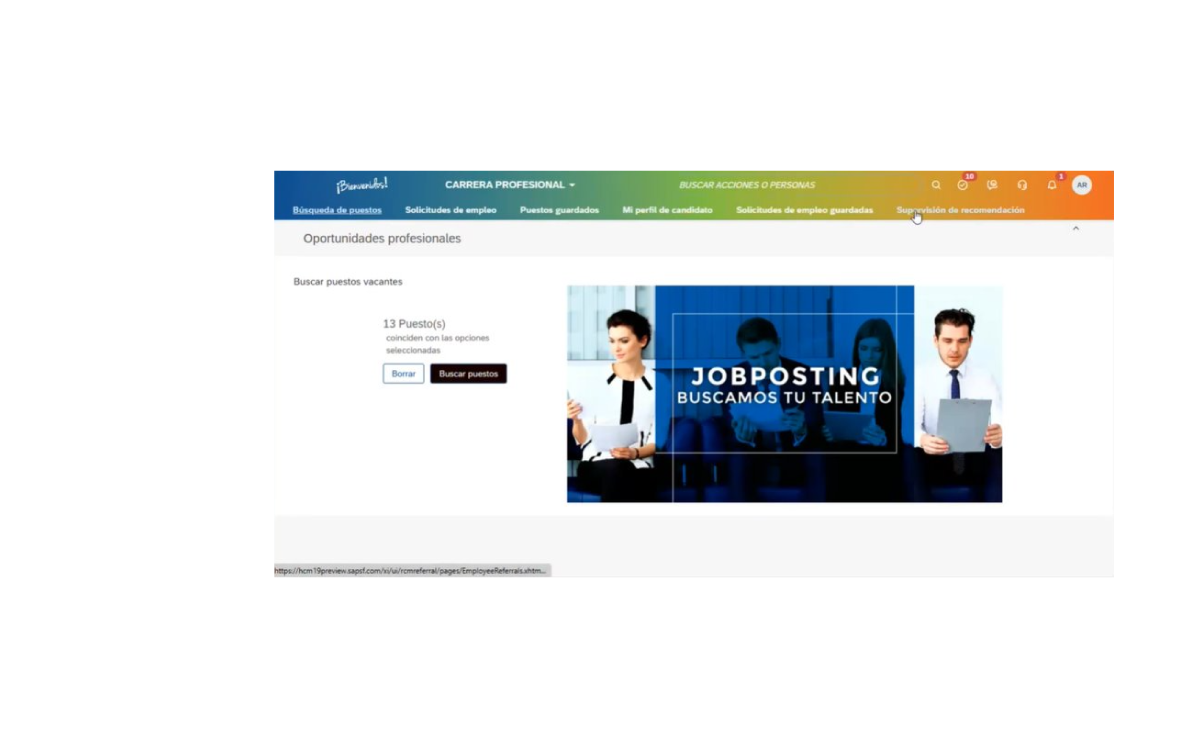 ¡Bienvenidos!
CARRERA PROFESIONAL
BUSCAR ACCIONES O PERSONAS
10
1
AR
Búsqueda de puestos
Solicitudes de empleo
Puestos guardados
Mi perfil de candidato
Solicitudes de empleo guardadas
Supervisión de recomendación
Oportunidades profesionales
Buscar puestos vacantes
13 Puesto(s)
coinciden con las opciones
seleccionadas
Borrar
Buscar puestos
JOBPOSTING
BUSCAMOS TU TALENTO
https://hcm19preview.sapsf.com/xi/ui/rcmreferral/pages/EmployeeReferrals.xhtm...